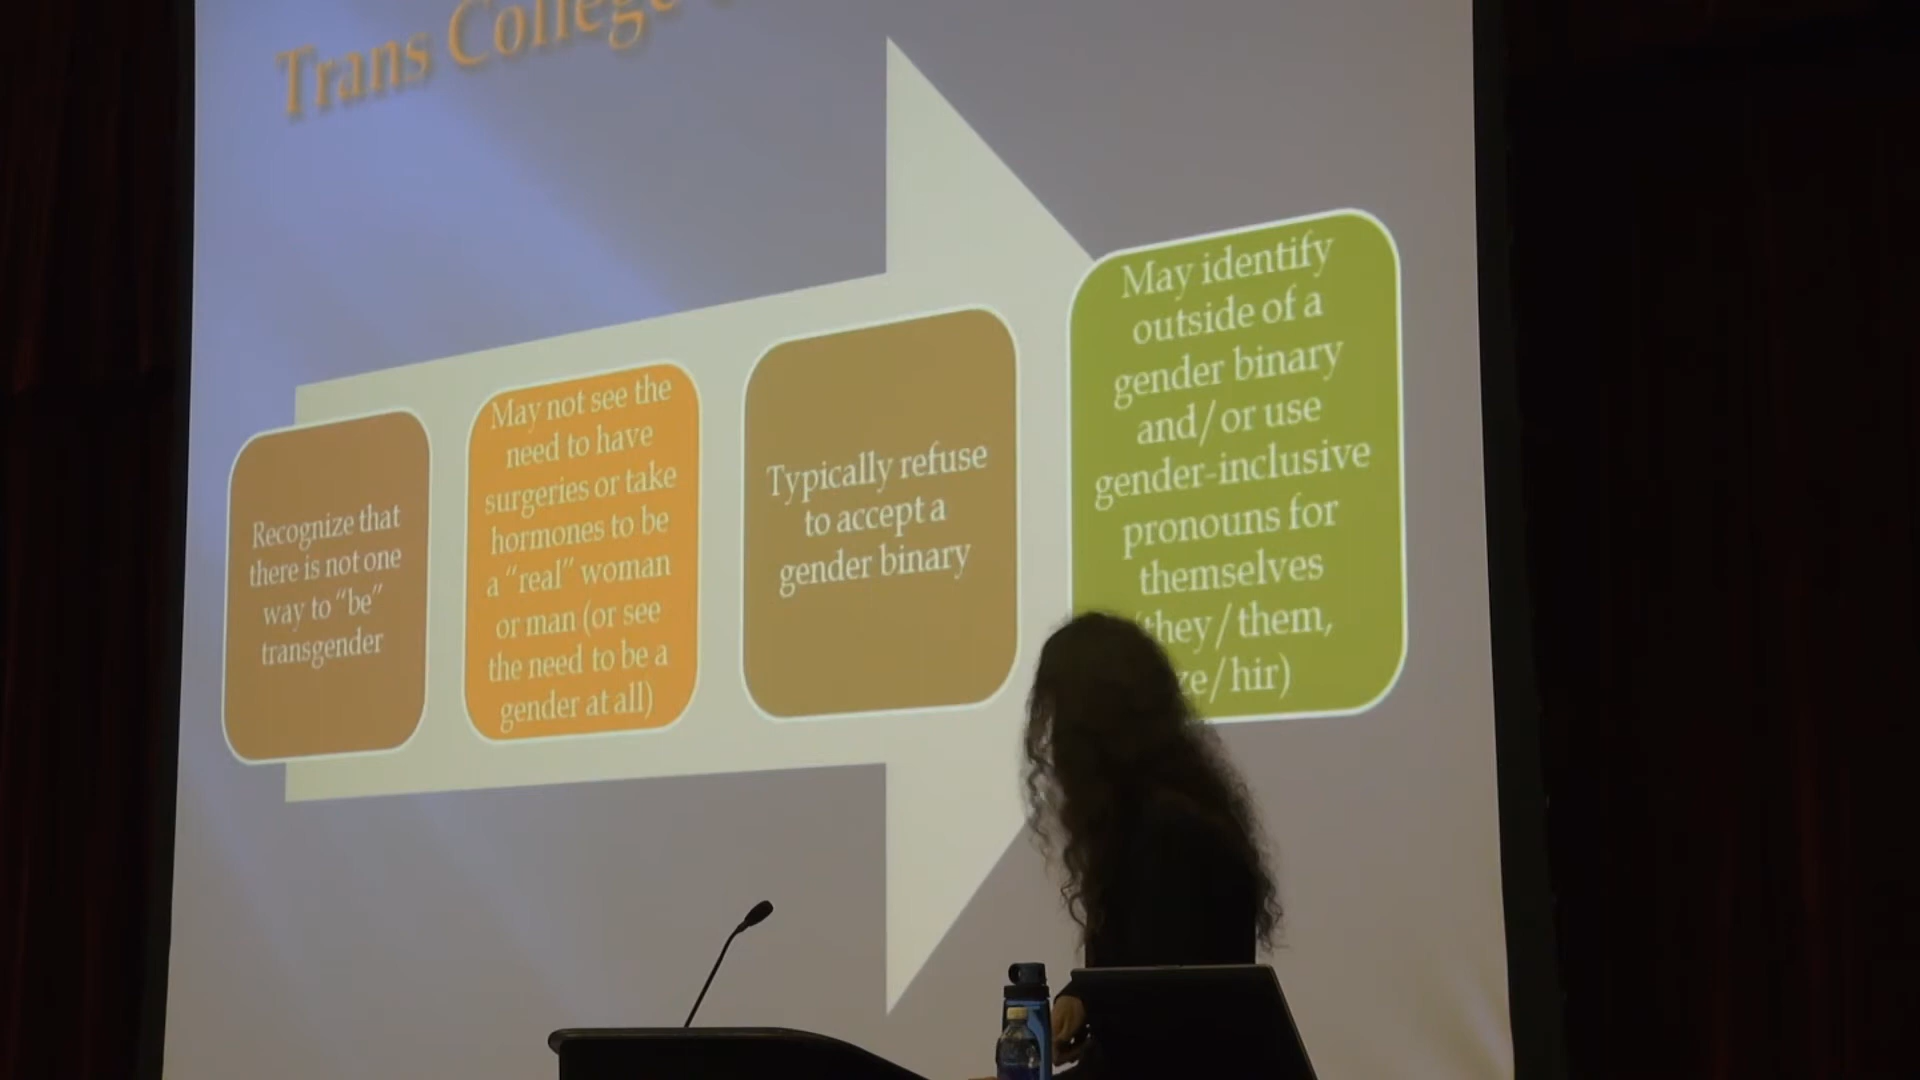 Trans College
Recognize that
there is not one
way to “be”
transgender
May not see the
need to have
surgeries or take
hormones to be
a “real” woman
or man (or see
the need to be a
gender at all)
Typically refuse
to accept a
gender binary
May identify
outside of a
gender binary
and/or use
gender-inclusive
pronouns for
themselves
they/them,
ze/hir)